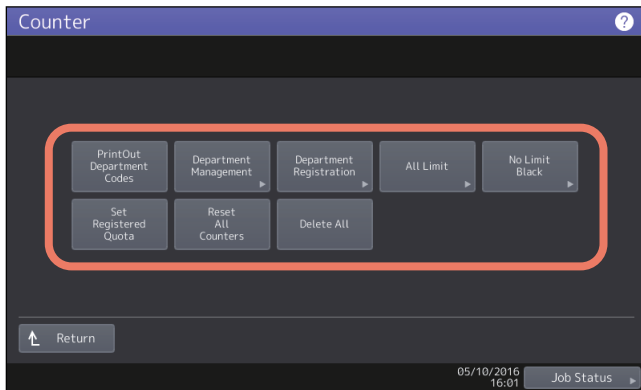 Counter
?
PrintOut
Department
Codes
Department
Management
Department
Registration
All Limit
No Limit
Black
Set
Registered
Quota
Reset
All
Counters
Delete All
Return
05/10/2016
16:01
Job Status